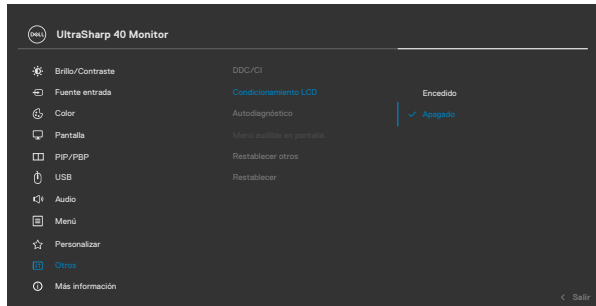 DELL UltraSharp 40 Monitor
Brillo/Contraste DDC/CI
Fuente entrada Condicionamiento LCD Encedido
Color Autodiagnóstico Apagado
Pantalla Menú audible en pantalla
PIP/PBP Restablecer otros
USB Restablecer
Audio
Menú
Personalizar
Otros
Más información
Salir